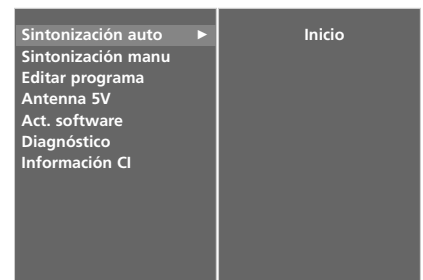 Sintonización auto ► Inicio
Sintonización manu
Editar programa
Antenna 5V
Act. software
Diagnóstico
Información CI